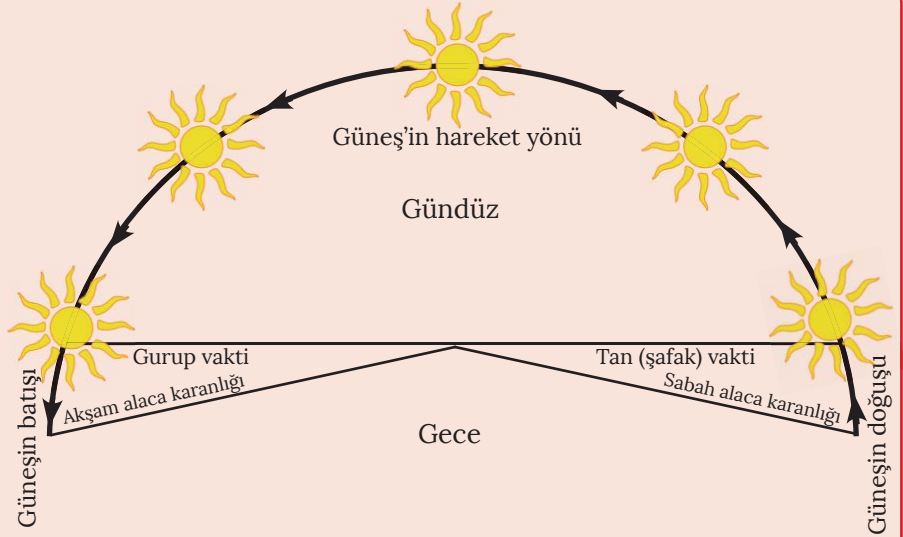 Güneş’in hareket yönü
Gündüz
Gurup vakti
Tan (şafak) vakti
Akşam alaca karanlığı
Sabah alaca karanlığı
Gece
Güneşin batışı
Güneşin doğuşu